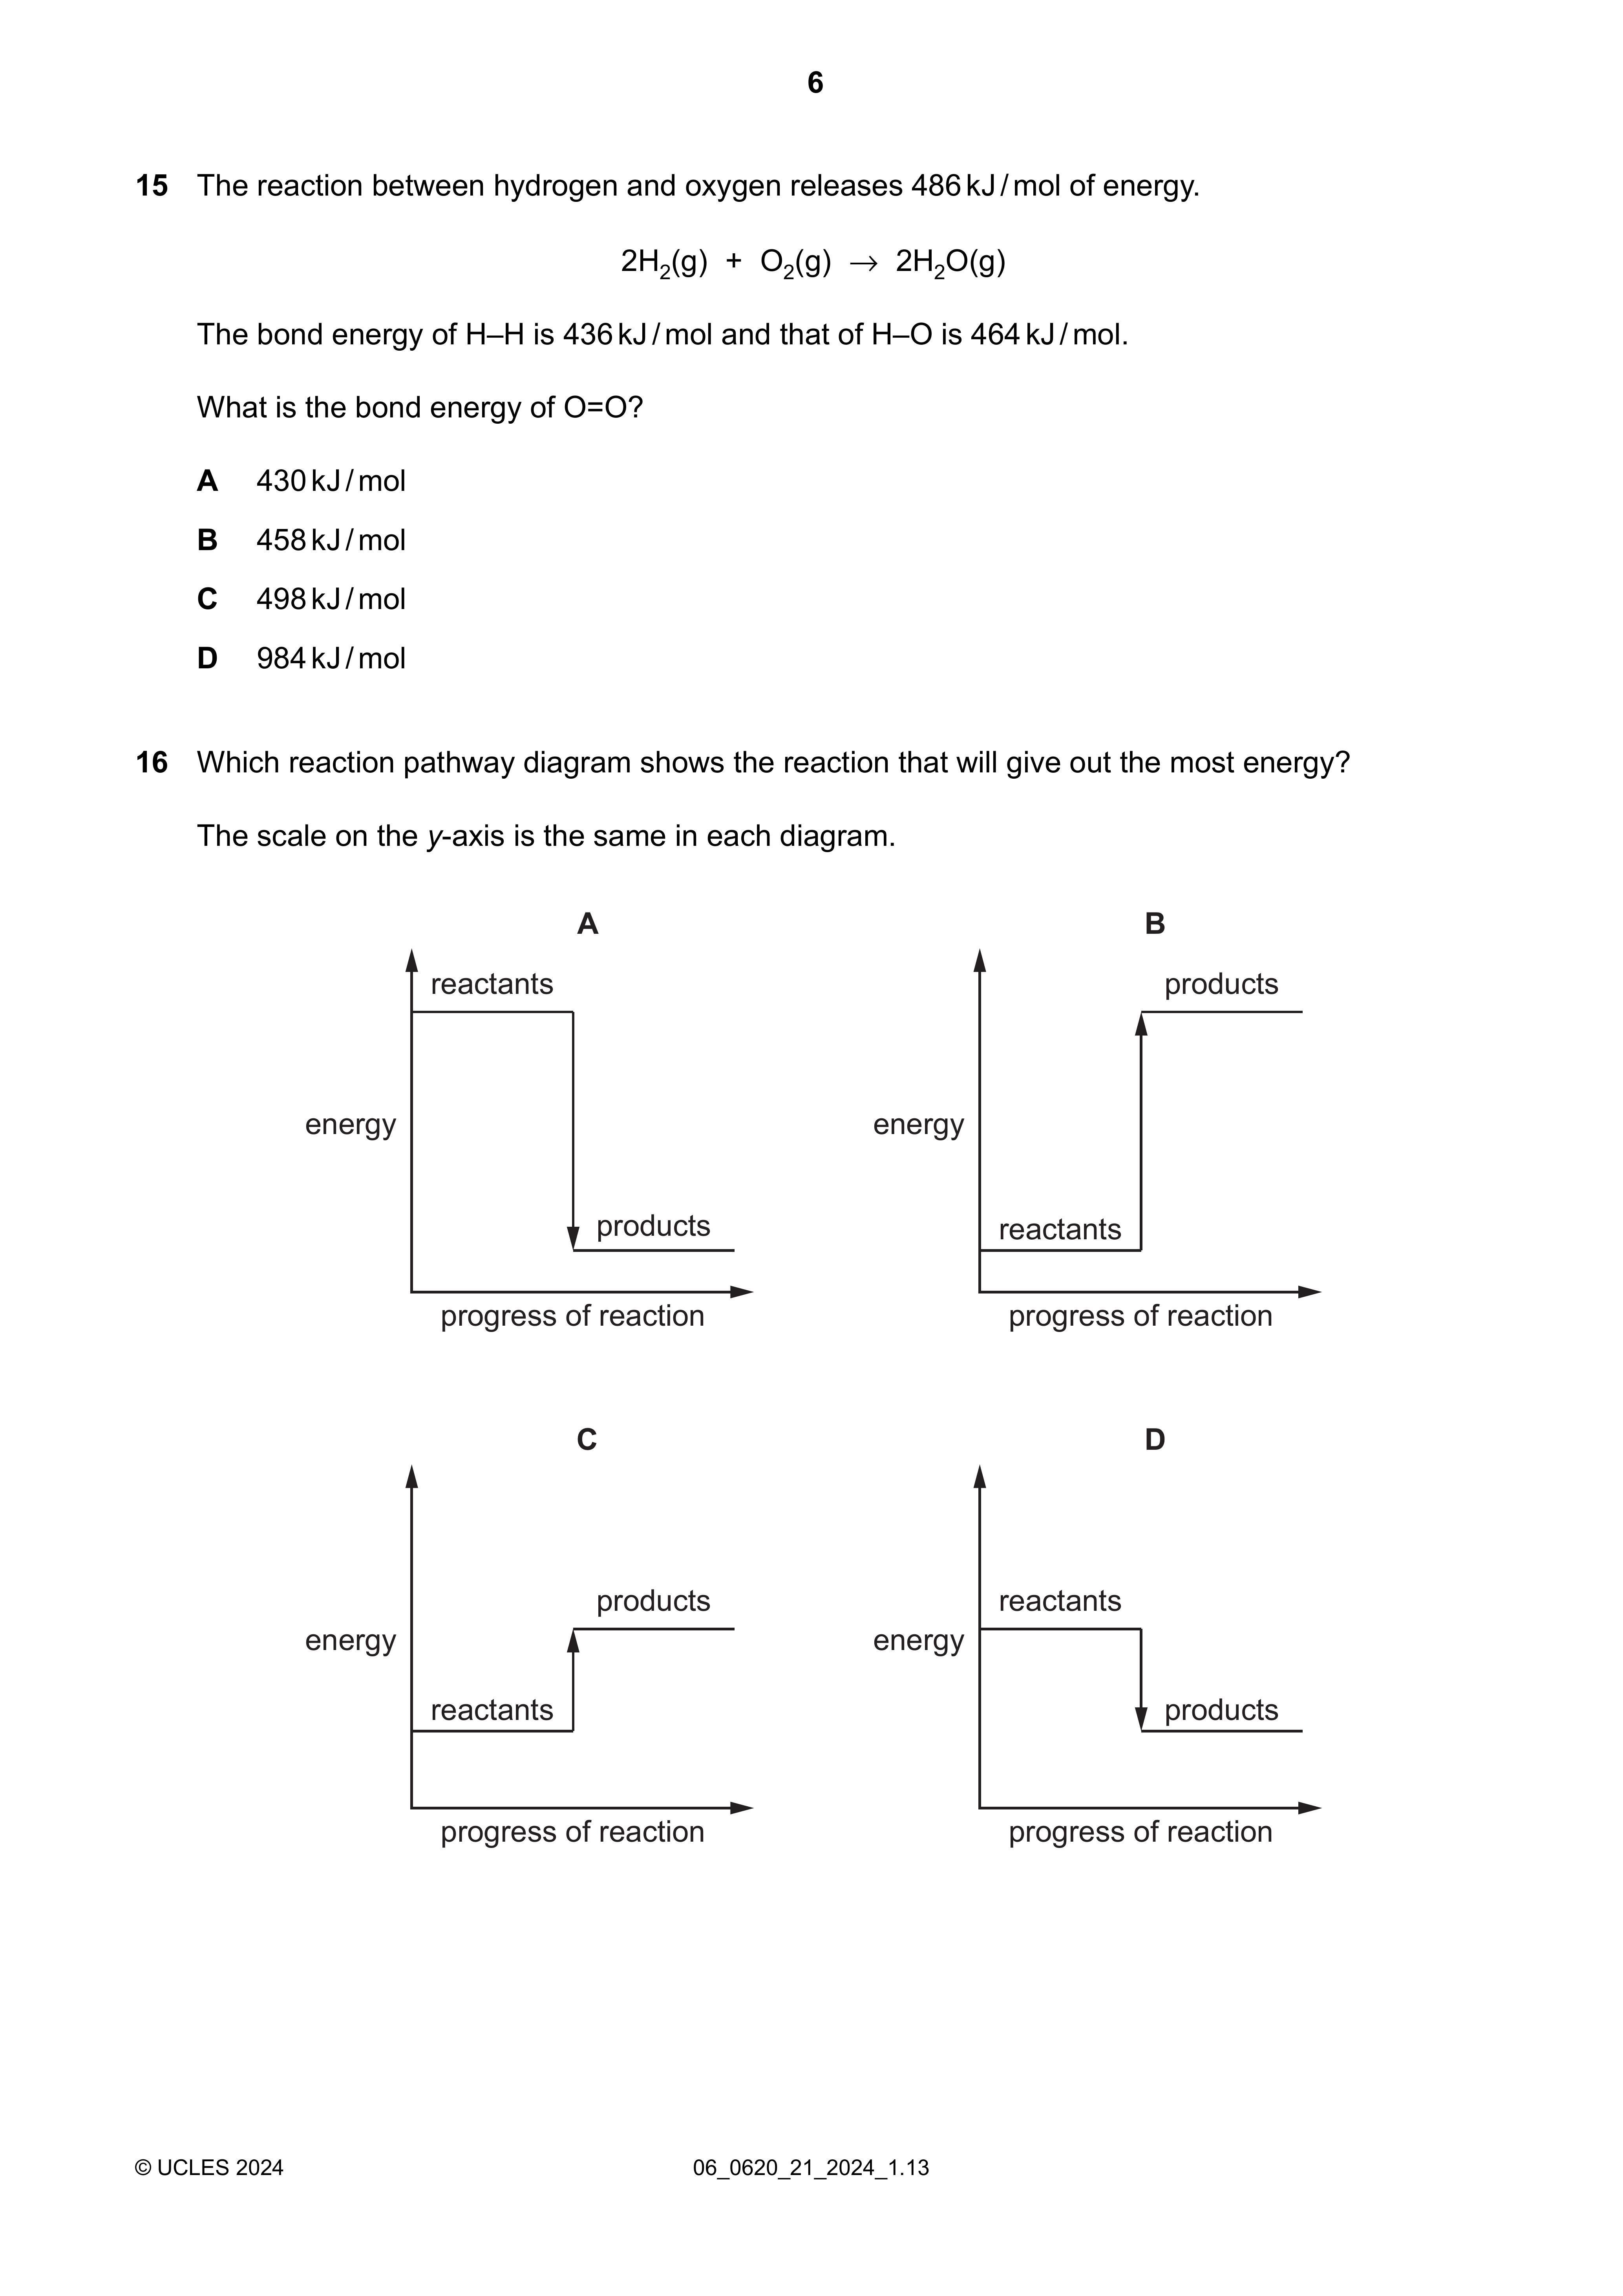 6
15 The reaction between hydrogen and oxygen releases 486 kJ / mol of energy.
2H₂(g) + O₂(g) → 2H₂O(g)
The bond energy of H–H is 436 kJ / mol and that of H–O is 464 kJ / mol.
What is the bond energy of O=O?
A 430 kJ / mol
B 458 kJ / mol
C 498 kJ / mol
D 984 kJ / mol
16 Which reaction pathway diagram shows the reaction that will give out the most energy?
The scale on the y-axis is the same in each diagram.
A
reactants
energy
products
progress of reaction
B
products
energy
reactants
progress of reaction
C
products
energy
reactants
progress of reaction
D
reactants
energy
products
progress of reaction
© UCLES 2024 06_0620_21_2024_1.13